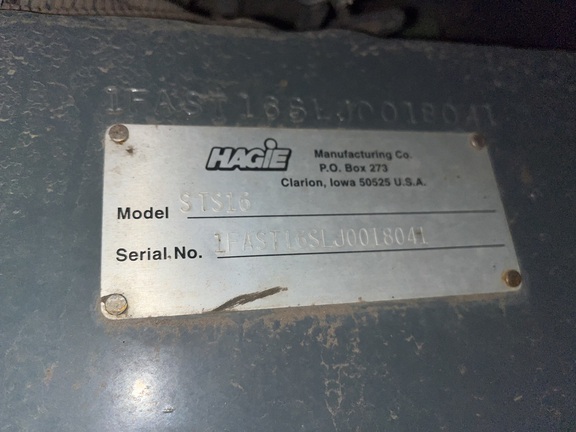 1FAST16SLJ0018041
HAGIE
Manufacturing Co.
P.O. Box 273
Clarion, Iowa 50525 U.S.A.
Model STS16
Serial No. 1FAST16SLJ0018041